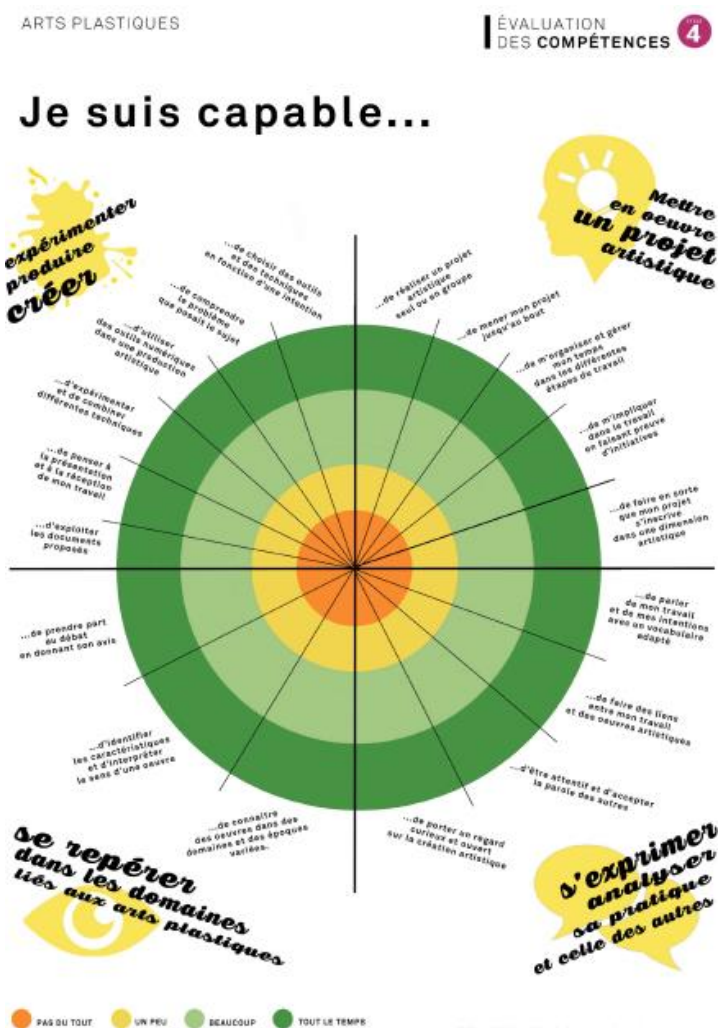 ARTS PLASTIQUES
ÉVALUATION
DES COMPÉTENCES
CYCLE
4
Je suis capable...
expérimenter
produire
créer
Mettre
en oeuvre
un projet
artistique
...de choisir des outils
et des techniques
en fonction d'une intention
...de comprendre
le problème
que posait le sujet
...d'utiliser
des outils numériques
dans une production
artistique
...d'expérimenter
et de combiner
différentes techniques
...de penser à
la présentation
et à la réception
de mon travail
...d'exploiter
les documents
proposés
...de réaliser un projet
artistique
seul ou en groupe
...de mener mon projet
jusqu'au bout
...de m'organiser et gérer
mon temps
dans les différentes
étapes du travail
...de m'impliquer
dans le travail
en faisant preuve
d'initiatives
...de faire en sorte
que mon projet
s'inscrive
dans une dimension
artistique
...de prendre part
au débat
en donnant son avis
...d'identifier
les caractéristiques
et d'interpréter
le sens d'une oeuvre
...de connaître
des oeuvres dans des
domaines et des époques
variées.
...de parler
de mon travail
et de mes intentions
avec un vocabulaire
adapté
...de faire des liens
entre mon travail
et des oeuvres artistiques
...d'être attentif et d'accepter
la parole des autres
...de porter un regard
curieux et ouvert
sur la création artistique
se repérer
dans les domaines
liés aux arts plastiques
s'exprimer
analyser
sa pratique
et celle des autres
PAS DU TOUT
UN PEU
BEAUCOUP
TOUT LE TEMPS